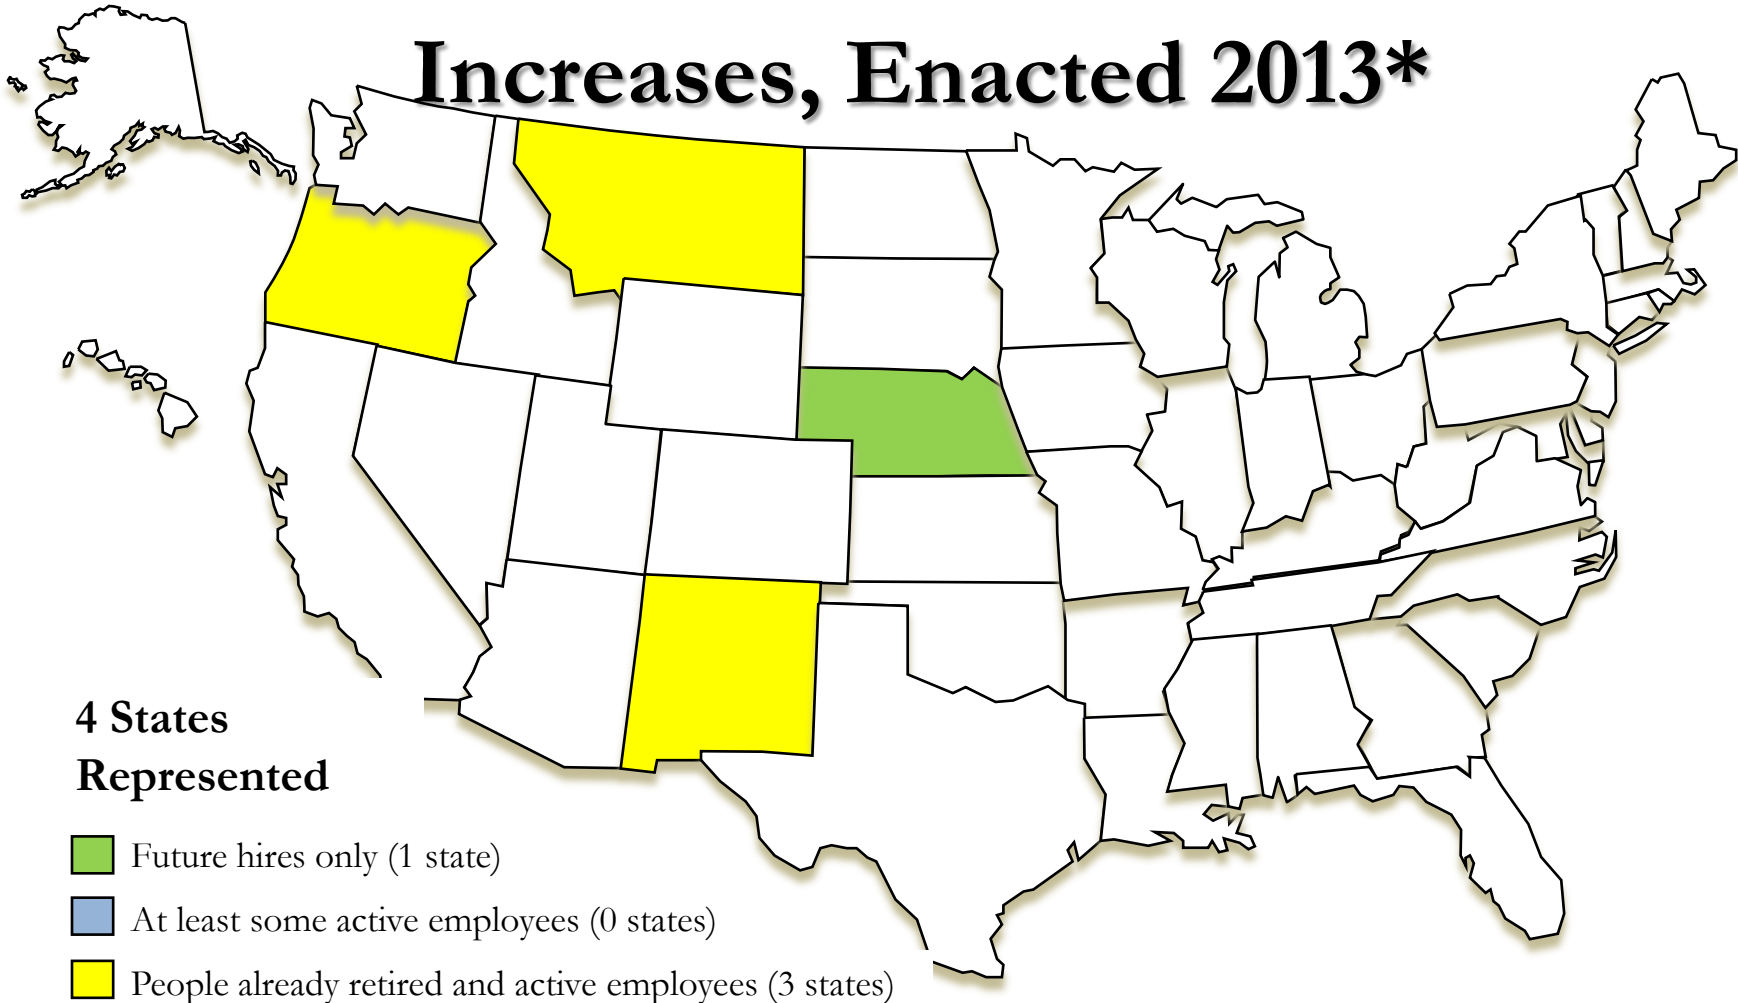 Increases, Enacted 2013*
4 States
Represented
Future hires only (1 state)
At least some active employees (0 states)
People already retired and active employees (3 states)